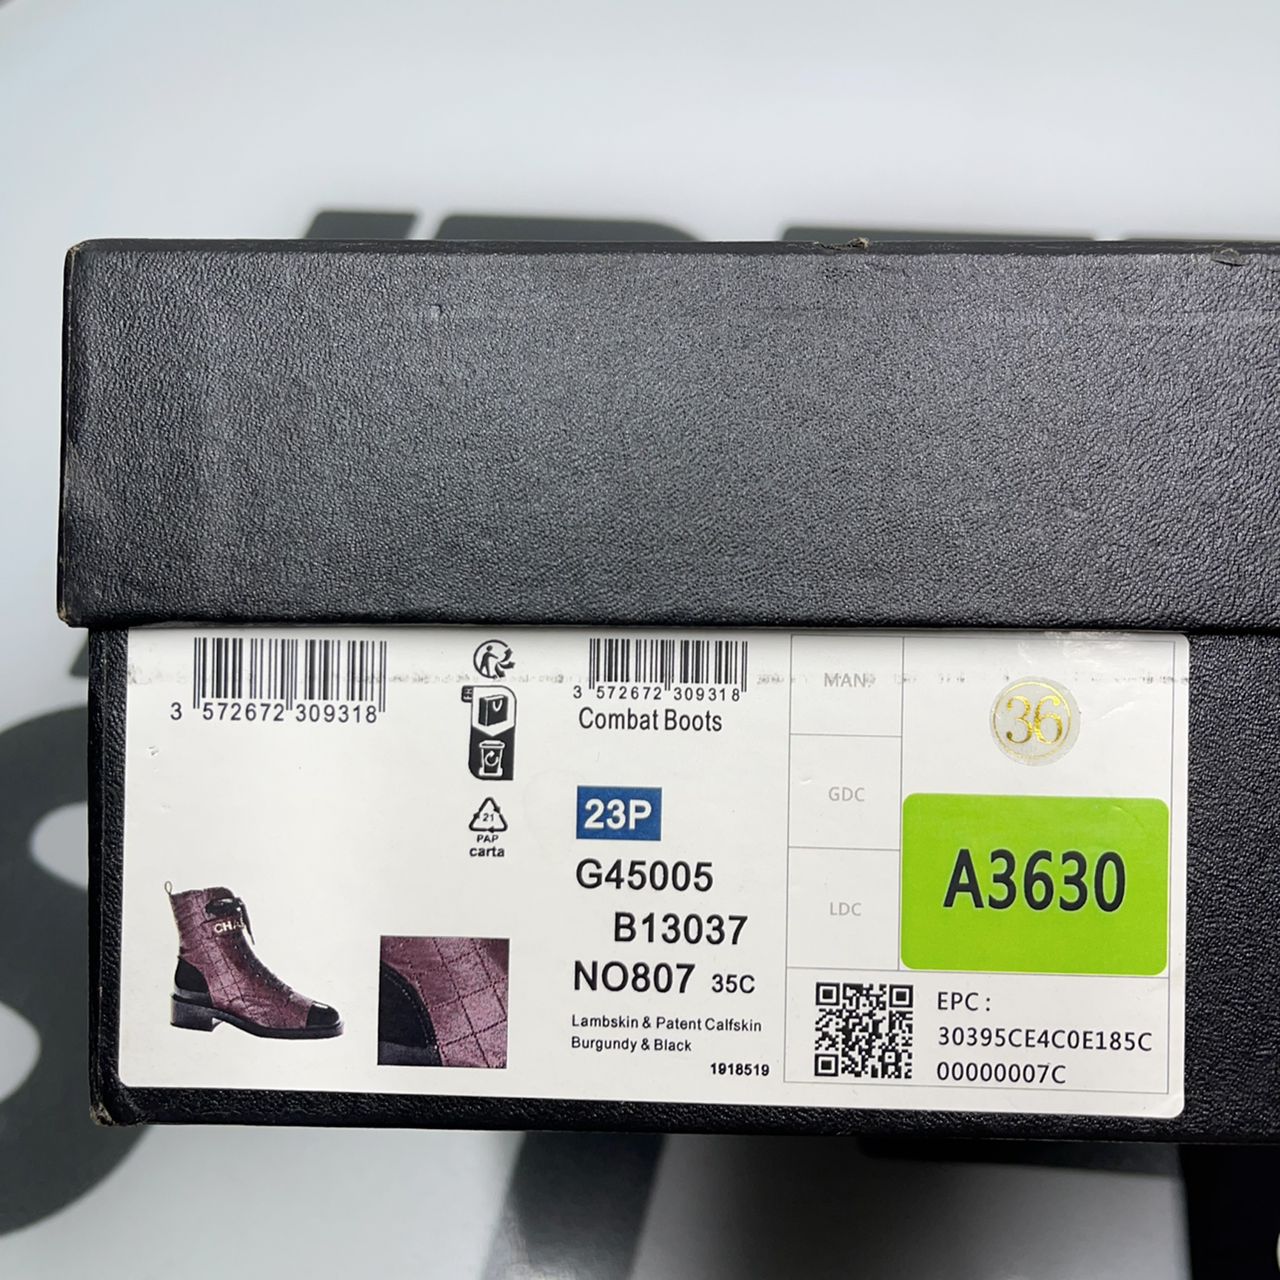 3 572672 309318
3 572672 309318
Combat Boots
21
PAP
carta
23P
G45005
B13037
NO807 35C
Lambskin & Patent Calfskin
Burgundy & Black
1918519
MAN.
GDC
LDC
36
A3630
EPC :
30395CE4C0E185C
00000007C